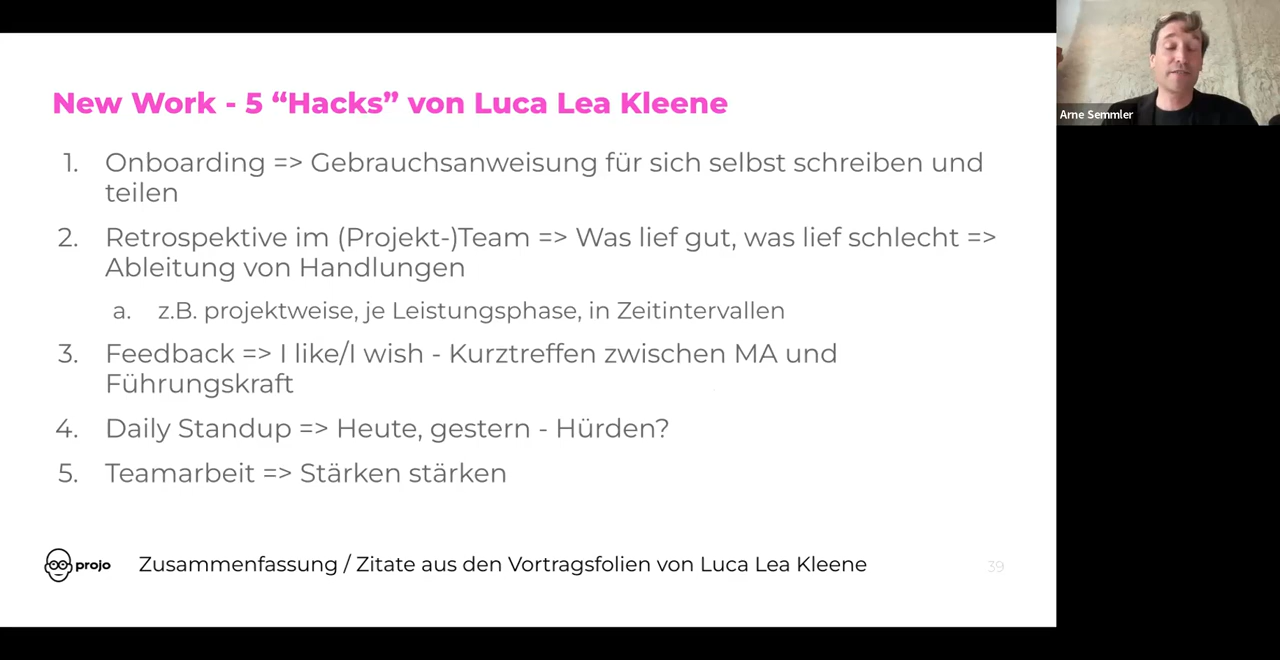 New Work - 5 “Hacks” von Luca Lea Kleene
1. Onboarding => Gebrauchsanweisung für sich selbst schreiben und
teilen
2. Retrospektive im (Projekt-)Team => Was lief gut, was lief schlecht =>
Ableitung von Handlungen
a. z.B. projektweise, je Leistungsphase, in Zeitintervallen
3. Feedback => I like/I wish - Kurztreffen zwischen MA und
Führungskraft
4. Daily Standup => Heute, gestern - Hürden?
5. Teamarbeit => Stärken stärken
projo Zusammenfassung / Zitate aus den Vortragsfolien von Luca Lea Kleene
39
Arne Semmler